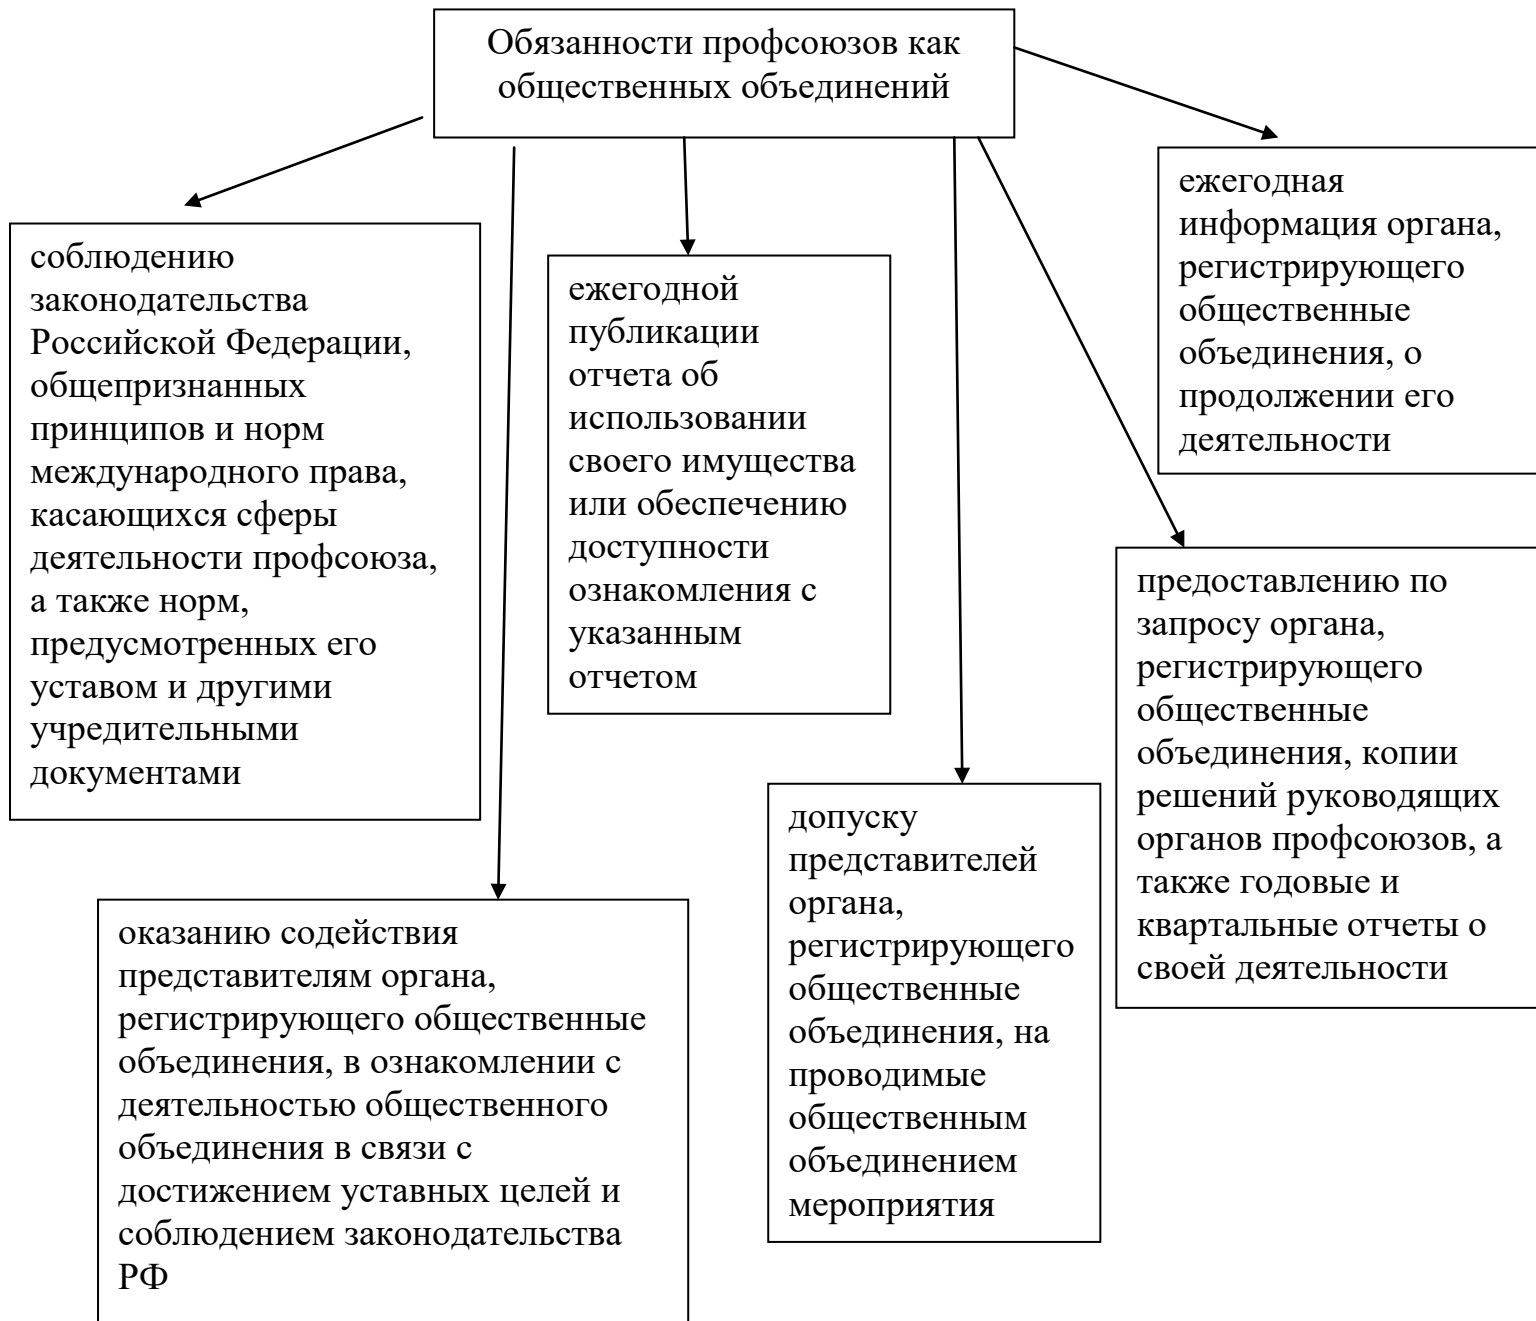 Обязанности профсоюзов как
общественных объединений
соблюдению
законодательства
Российской Федерации,
общепризнанных
принципов и норм
международного права,
касающихся сферы
деятельности профсоюза,
а также норм,
предусмотренных его
уставом и другими
учредительными
документами
ежегодной
публикации
отчета об
использовании
своего имущества
или обеспечению
доступности
ознакомления с
указанным
отчетом
ежегодная
информация органа,
регистрирующего
общественные
объединения, о
продолжении его
деятельности
предоставлению по
запросу органа,
регистрирующего
общественные
объединения, копии
решений руководящих
органов профсоюзов, а
также годовые и
квартальные отчеты о
своей деятельности
оказанию содействия
представителям органа,
регистрирующего общественные
объединения, в ознакомлении с
деятельностью общественного
объединения в связи с
достижением уставных целей и
соблюдением законодательства
РФ
допуску
представителей
органа,
регистрирующего
общественные
объединения, на
проводимые
общественным
объединением
мероприятия